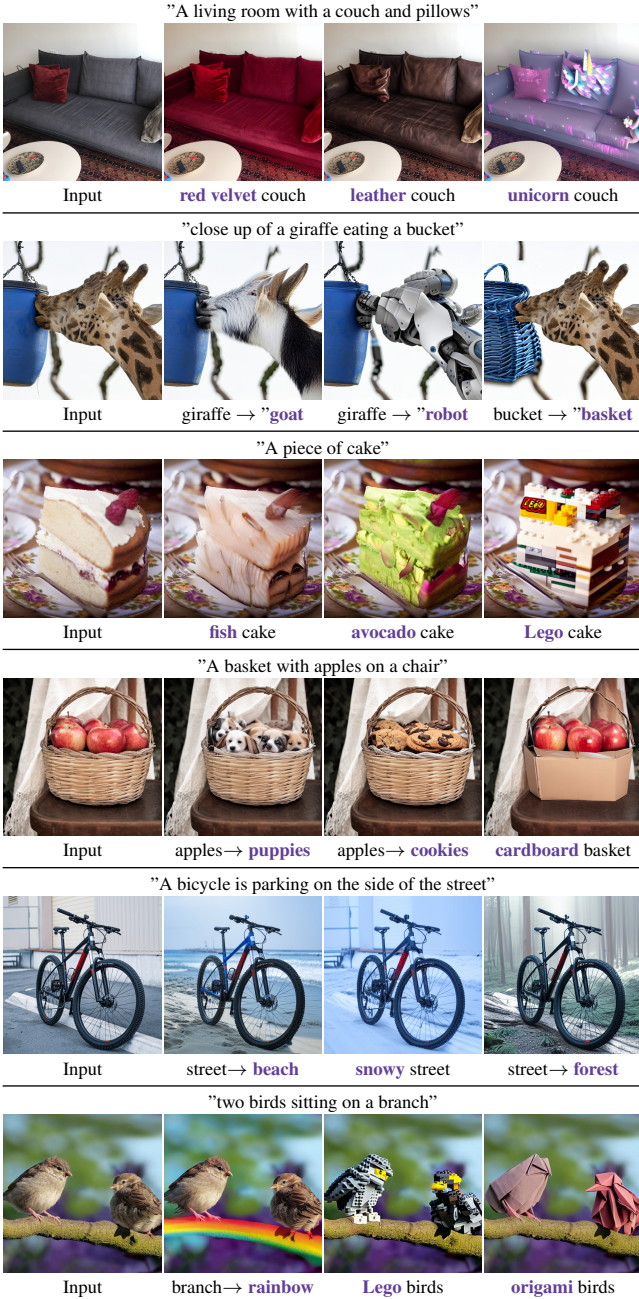 "A living room with a couch and pillows"
Input
red velvet couch
leather couch
unicorn couch
"close up of a giraffe eating a bucket"
Input
giraffe → "goat
giraffe → "robot
bucket → "basket
"A piece of cake"
LEGO
Input
fish cake
avocado cake
Lego cake
"A basket with apples on a chair"
Input
apples→ puppies
apples→ cookies
cardboard basket
"A bicycle is parking on the side of the street"
Input
street→ beach
snowy street
street→ forest
"two birds sitting on a branch"
Input
branch→ rainbow
Lego birds
origami birds